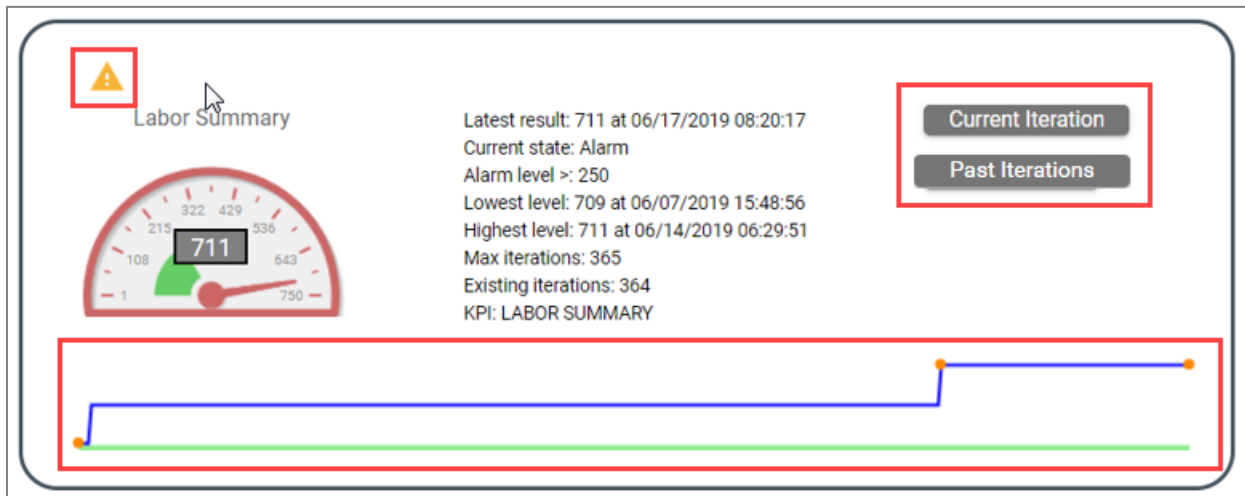 Labor Summary
1
108
215
322
429
536
643
750
711
Latest result: 711 at 06/17/2019 08:20:17
Current state: Alarm
Alarm level >: 250
Lowest level: 709 at 06/07/2019 15:48:56
Highest level: 711 at 06/14/2019 06:29:51
Max iterations: 365
Existing iterations: 364
KPI: LABOR SUMMARY
Current Iteration
Past Iterations